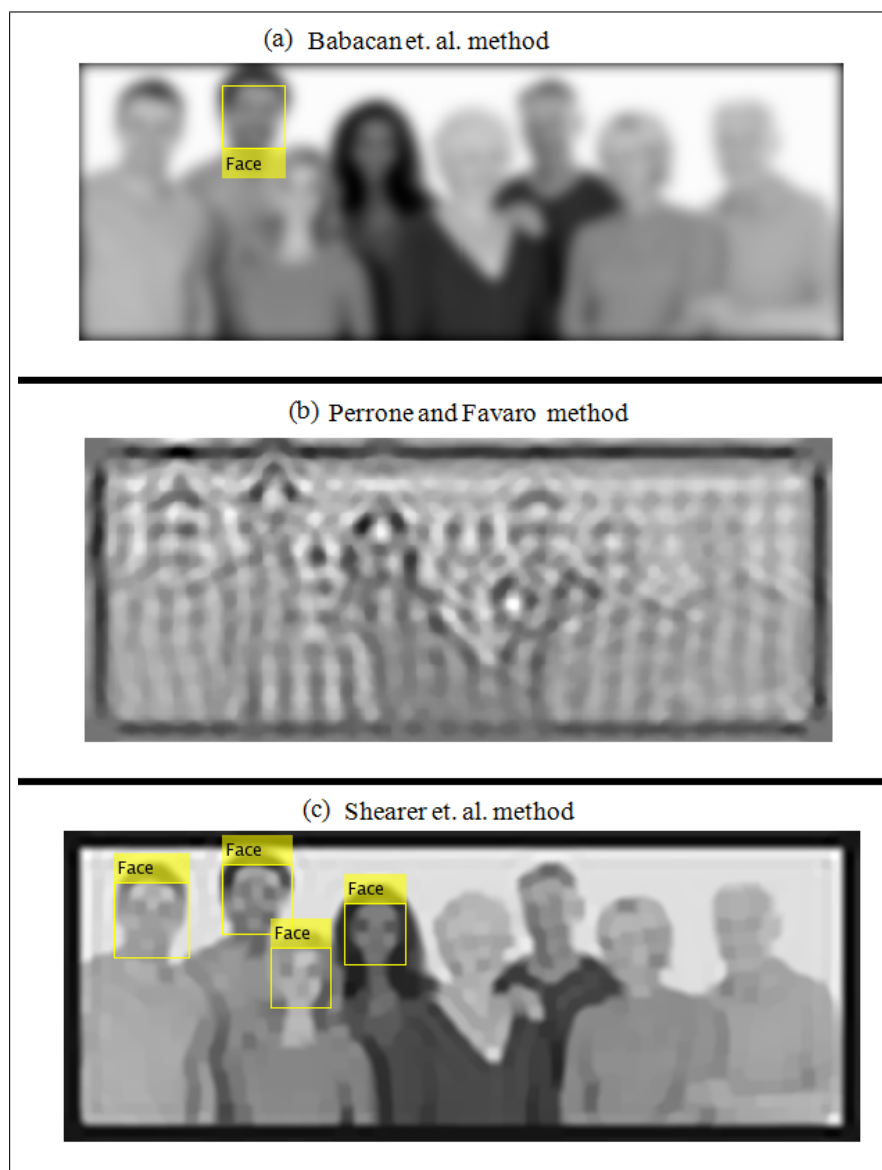 (a) Babacan et. al. method
Face
(b) Perrone and Favaro method
(c) Shearer et. al. method
Face
Face
Face
Face